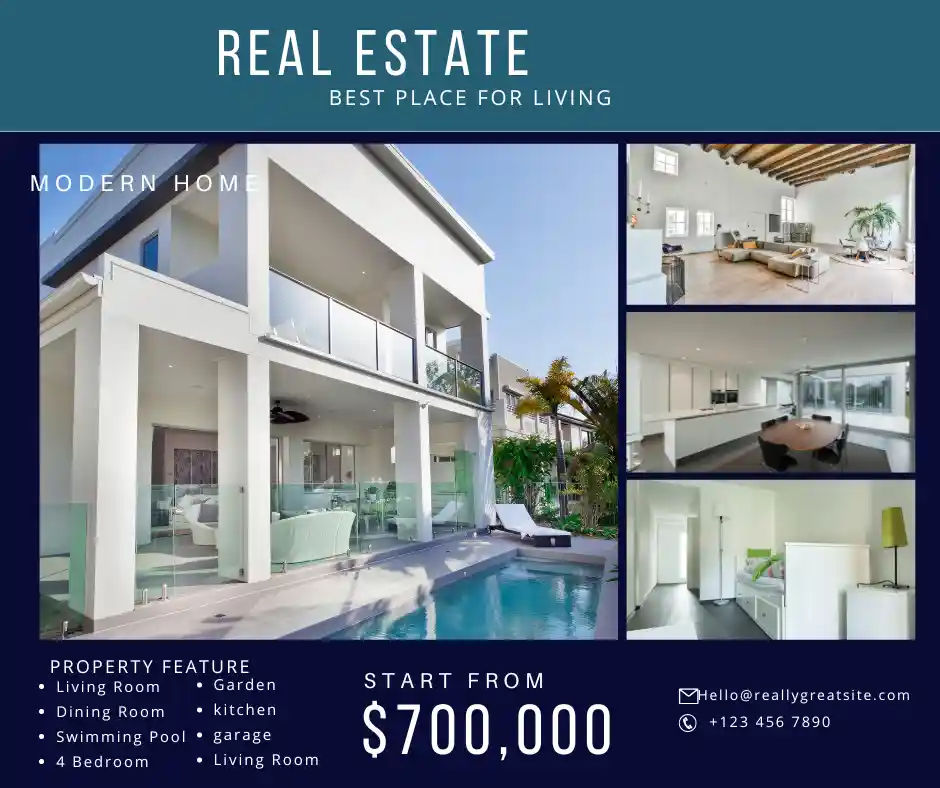 REAL ESTATE
BEST PLACE FOR LIVING
MODERN HOME
PROPERTY FEATURE
Living Room
Dining Room
Swimming Pool
4 Bedroom
Garden
kitchen
garage
Living Room
START FROM
$700,000
Hello@reallygreatsite.com
+123 456 7890